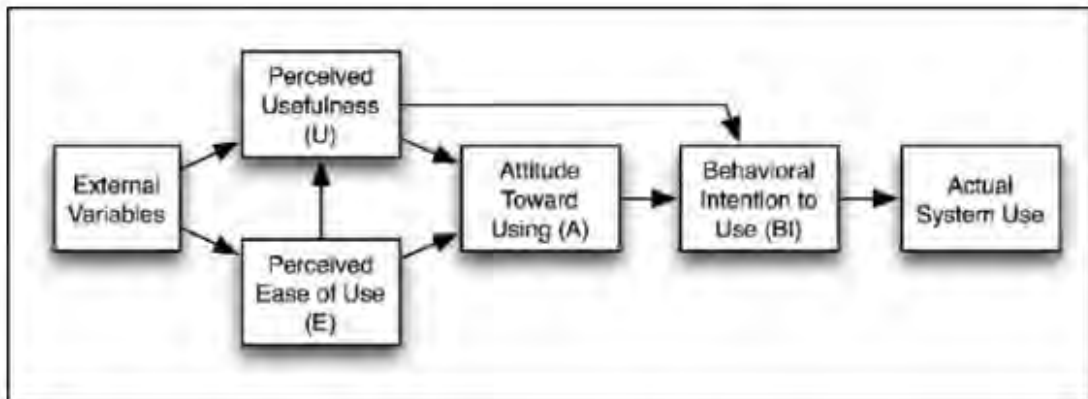 External
Variables
Perceived
Usefulness
(U)
Perceived
Ease of Use
(E)
Attitude
Toward
Using (A)
Behavioral
Intention to
Use (BI)
Actual
System Use